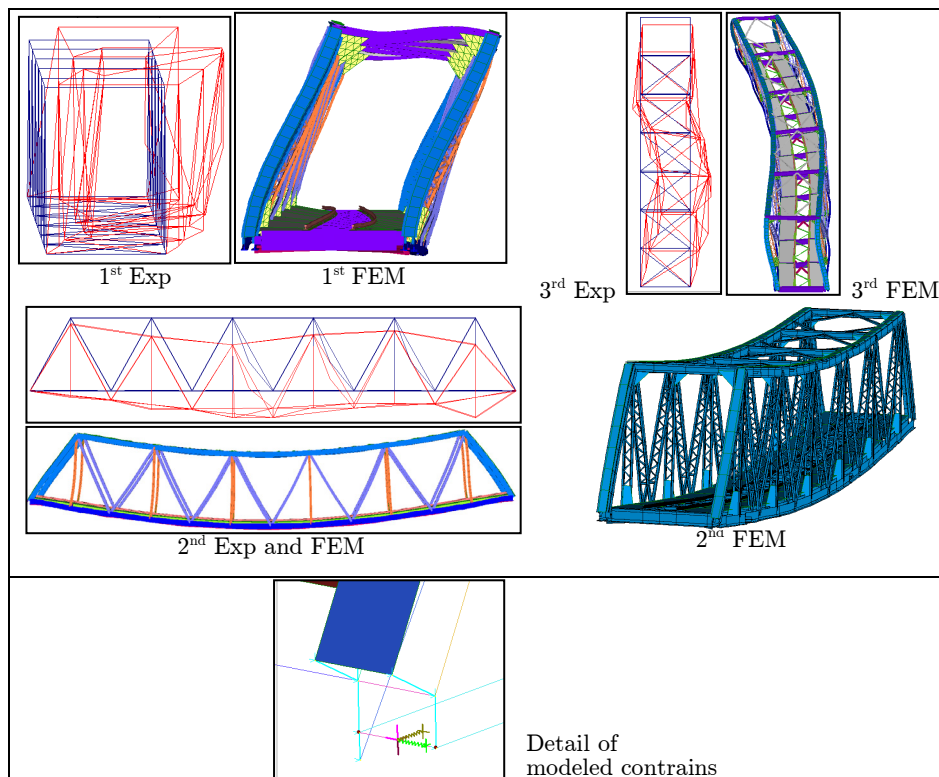 1st Exp
1st FEM
3rd Exp
3rd FEM
2nd Exp and FEM
2nd FEM
Detail of
modeled contrains